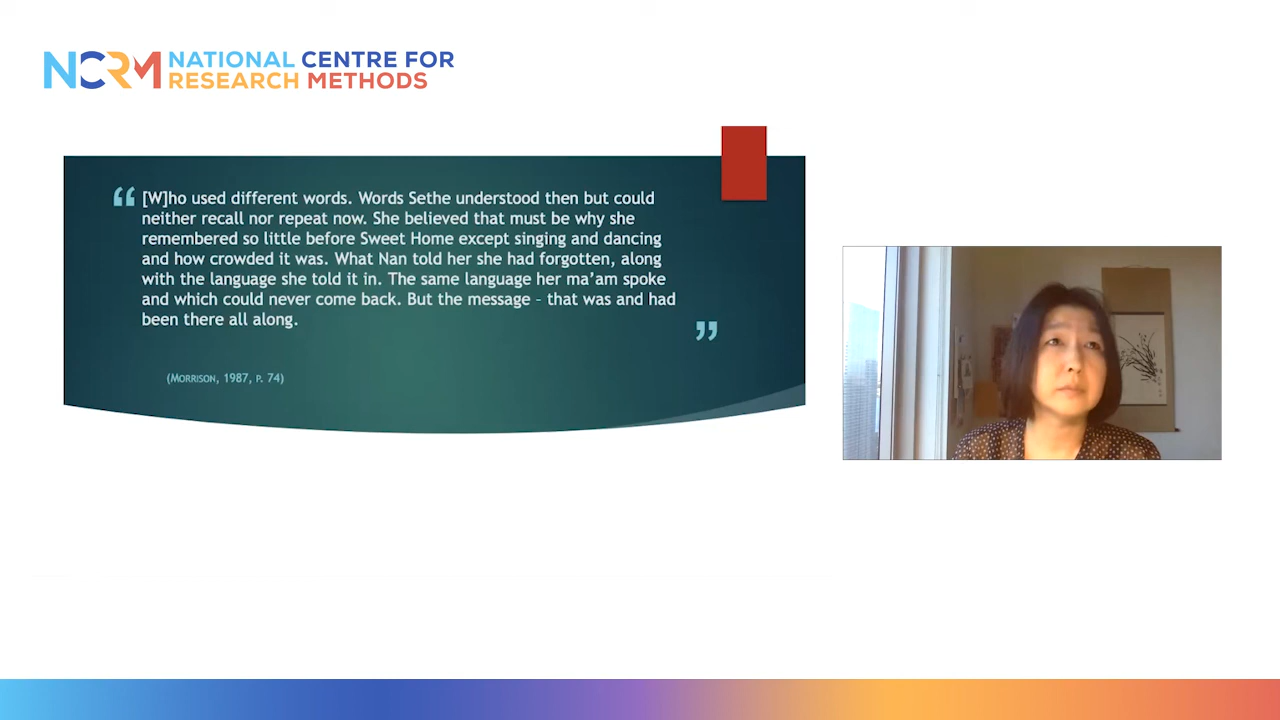 NCRM NATIONAL CENTRE FOR
RESEARCH METHODS
“ [W]ho used different words. Words Sethe understood then but could
neither recall nor repeat now. She believed that must be why she
remembered so little before Sweet Home except singing and dancing
and how crowded it was. What Nan told her she had forgotten, along
with the language she told it in. The same language her ma’am spoke
and which could never come back. But the message – that was and had
been there all along. ”
(MORRISON, 1987, P. 74)